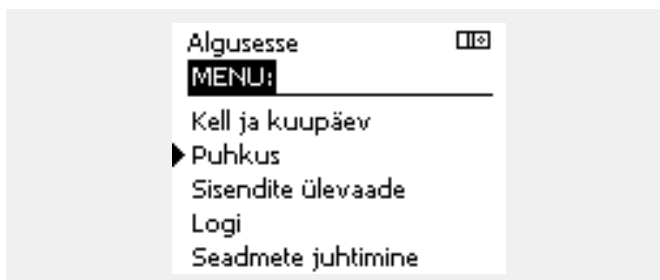 Algusesse
MENU:
Kell ja kuupäev
Puhkus
Sisendite ülevaade
Logi
Seadmete juhtimine